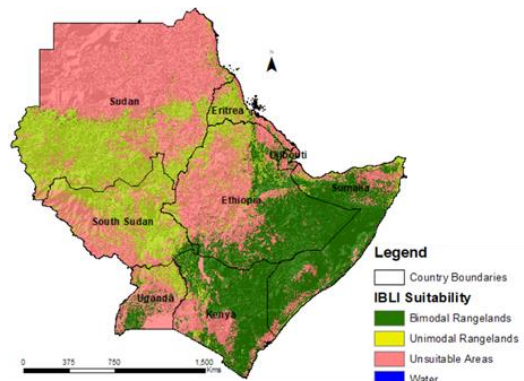 Sudan
Eritrea
Djibouti
Somalia
Ethiopia
South Sudan
Uganda
Kenya
Legend
Country Boundaries
IBLI Suitability
Bimodal Rangelands
Unimodal Rangelands
Unsuitable Areas
Water
0 375 750 1,500
Kms